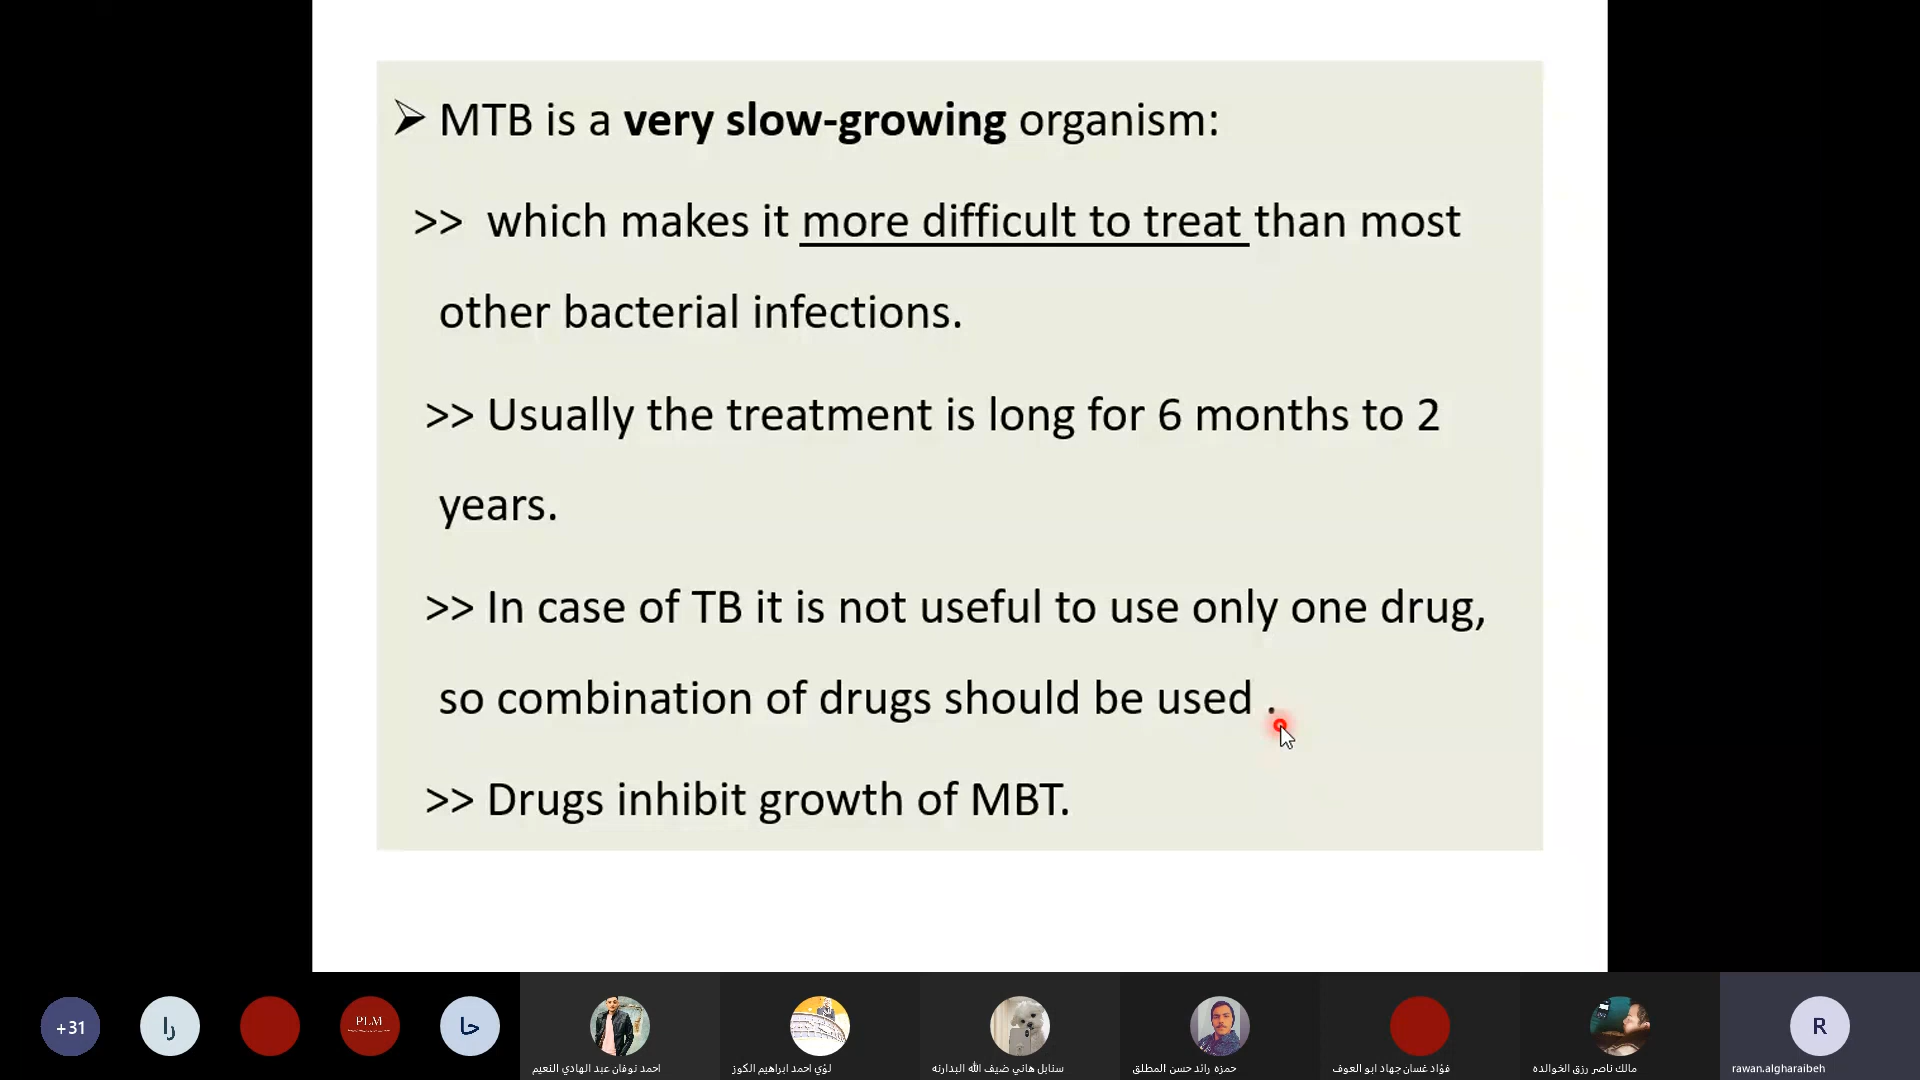 ➢ MTB is a very slow-growing organism:
>> which makes it more difficult to treat than most
other bacterial infections.
>> Usually the treatment is long for 6 months to 2
years.
>> In case of TB it is not useful to use only one drug,
so combination of drugs should be used .
>> Drugs inhibit growth of MBT.
+31
را
PLM
حا
R
احمد نوفان عبد الهادي النعيم
لؤي احمد ابراهيم الكوز
سنابل هاني ضيف الله البدارنه
حمزه رائد حسن المطلق
فؤاد غسان جهاد ابو العوف
مالك ناصر رزق الخوالده
rawan.algharaibeh